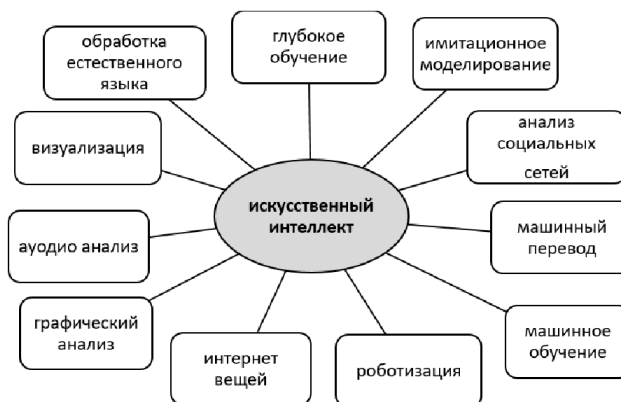 обработка
естественного
языка
глубокое
обучение
имитационное
моделирование
визуализация
анализ
социальных
сетей
искусственный
интеллект
ауодио анализ
машинный
перевод
графический
анализ
интернет
вещей
роботизация
машинное
обучение